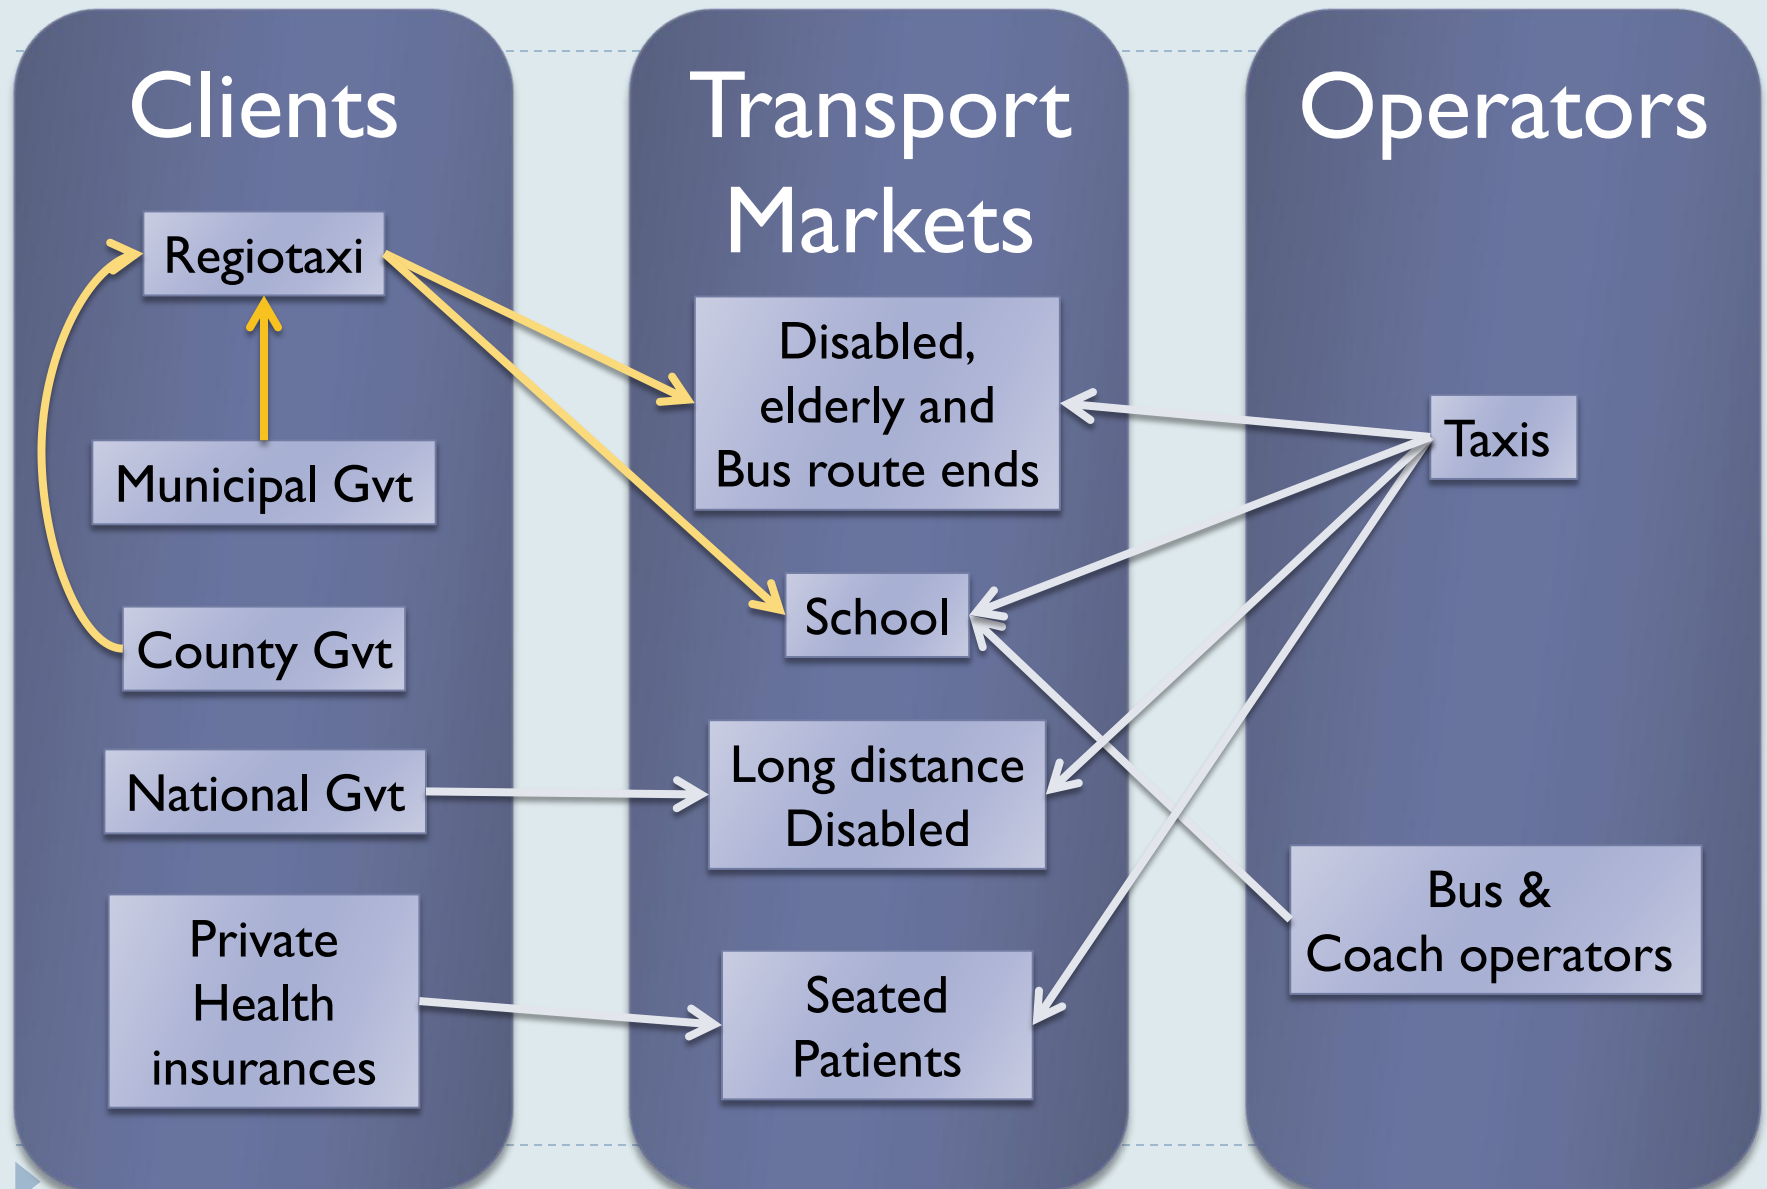 Clients
Regiotaxi
Municipal Gvt
County Gvt
National Gvt
Private
Health
insurances
Transport
Markets
Disabled,
elderly and
Bus route ends
School
Long distance
Disabled
Seated
Patients
Operators
Taxis
Bus &
Coach operators